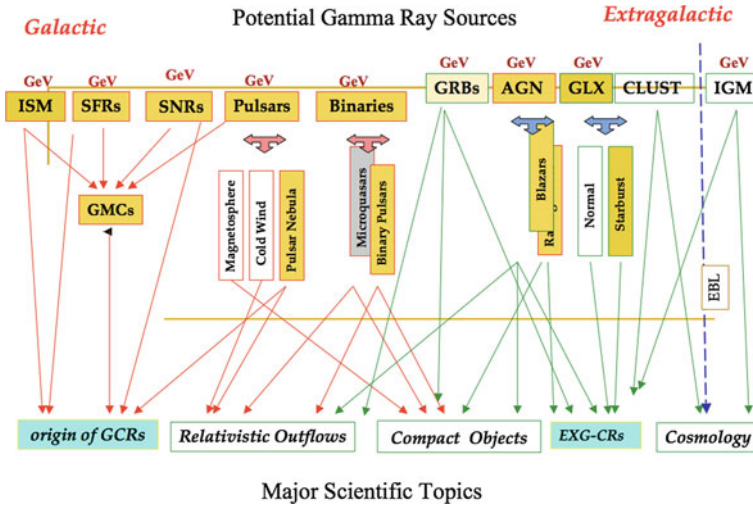 Potential Gamma Ray Sources
Galactic
Extragalactic
GeV GeV GeV GeV GeV GeV GeV GeV GeV
ISM SFRs SNRs Pulsars Binaries GRBs AGN GLX CLUST IGM
GMCs
Magnetosphere
Cold Wind
Pulsar Nebula
Microquasars
Binary Pulsars
Blazars
Normal
Starburst
EBL
origin of GCRs
Relativistic Outflows
Compact Objects
EXG-CRs
Cosmology
Major Scientific Topics